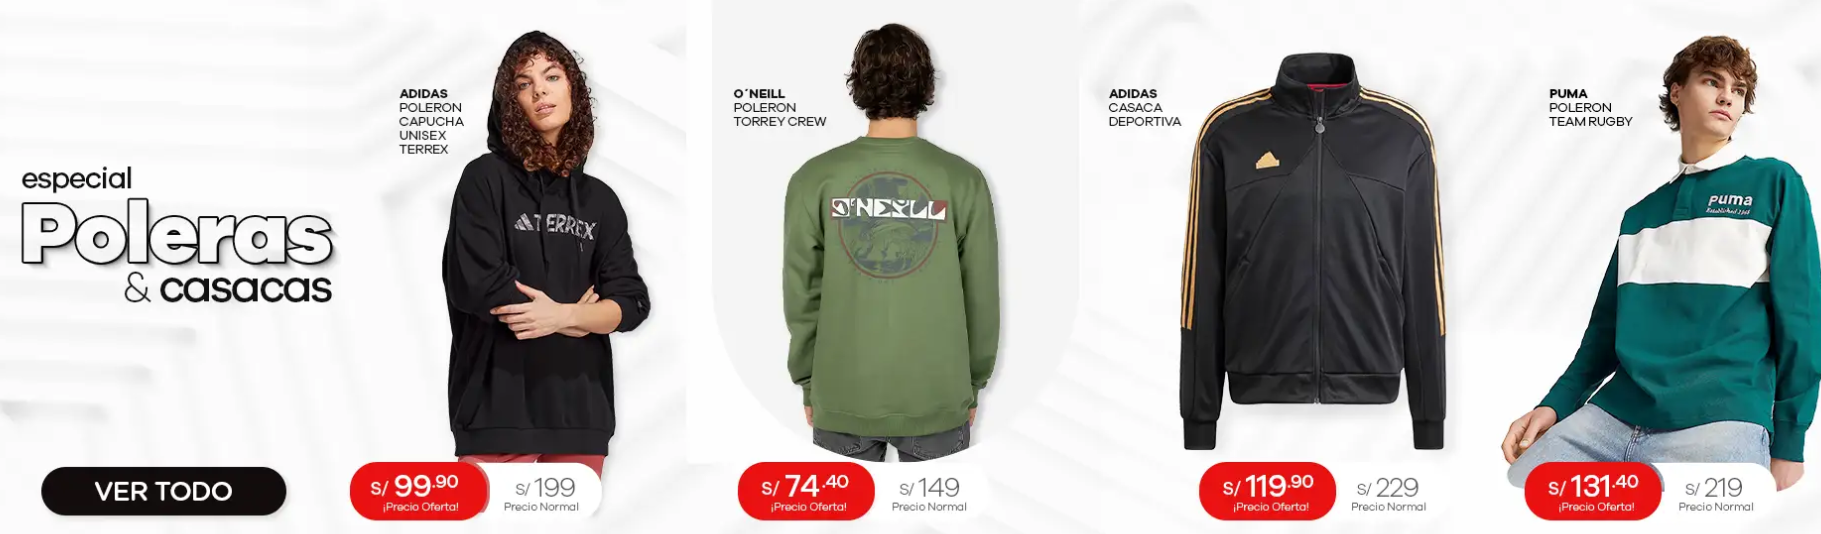 especial
Poleras
& casacas
VER TODO
ADIDAS
POLERON
CAPUCHA
UNISEX
TERREX
TERREX
S/ 99.90
¡Precio Oferta!
S/ 199
Precio Normal
O´NEILL
POLERON
TORREY CREW
O'NEILL
S/ 74.40
¡Precio Oferta!
S/ 149
Precio Normal
ADIDAS
CASACA
DEPORTIVA
S/ 119.90
¡Precio Oferta!
S/ 229
Precio Normal
PUMA
POLERON
TEAM RUGBY
puma
Established 1948
S/ 131.40
¡Precio Oferta!
S/ 219
Precio Normal